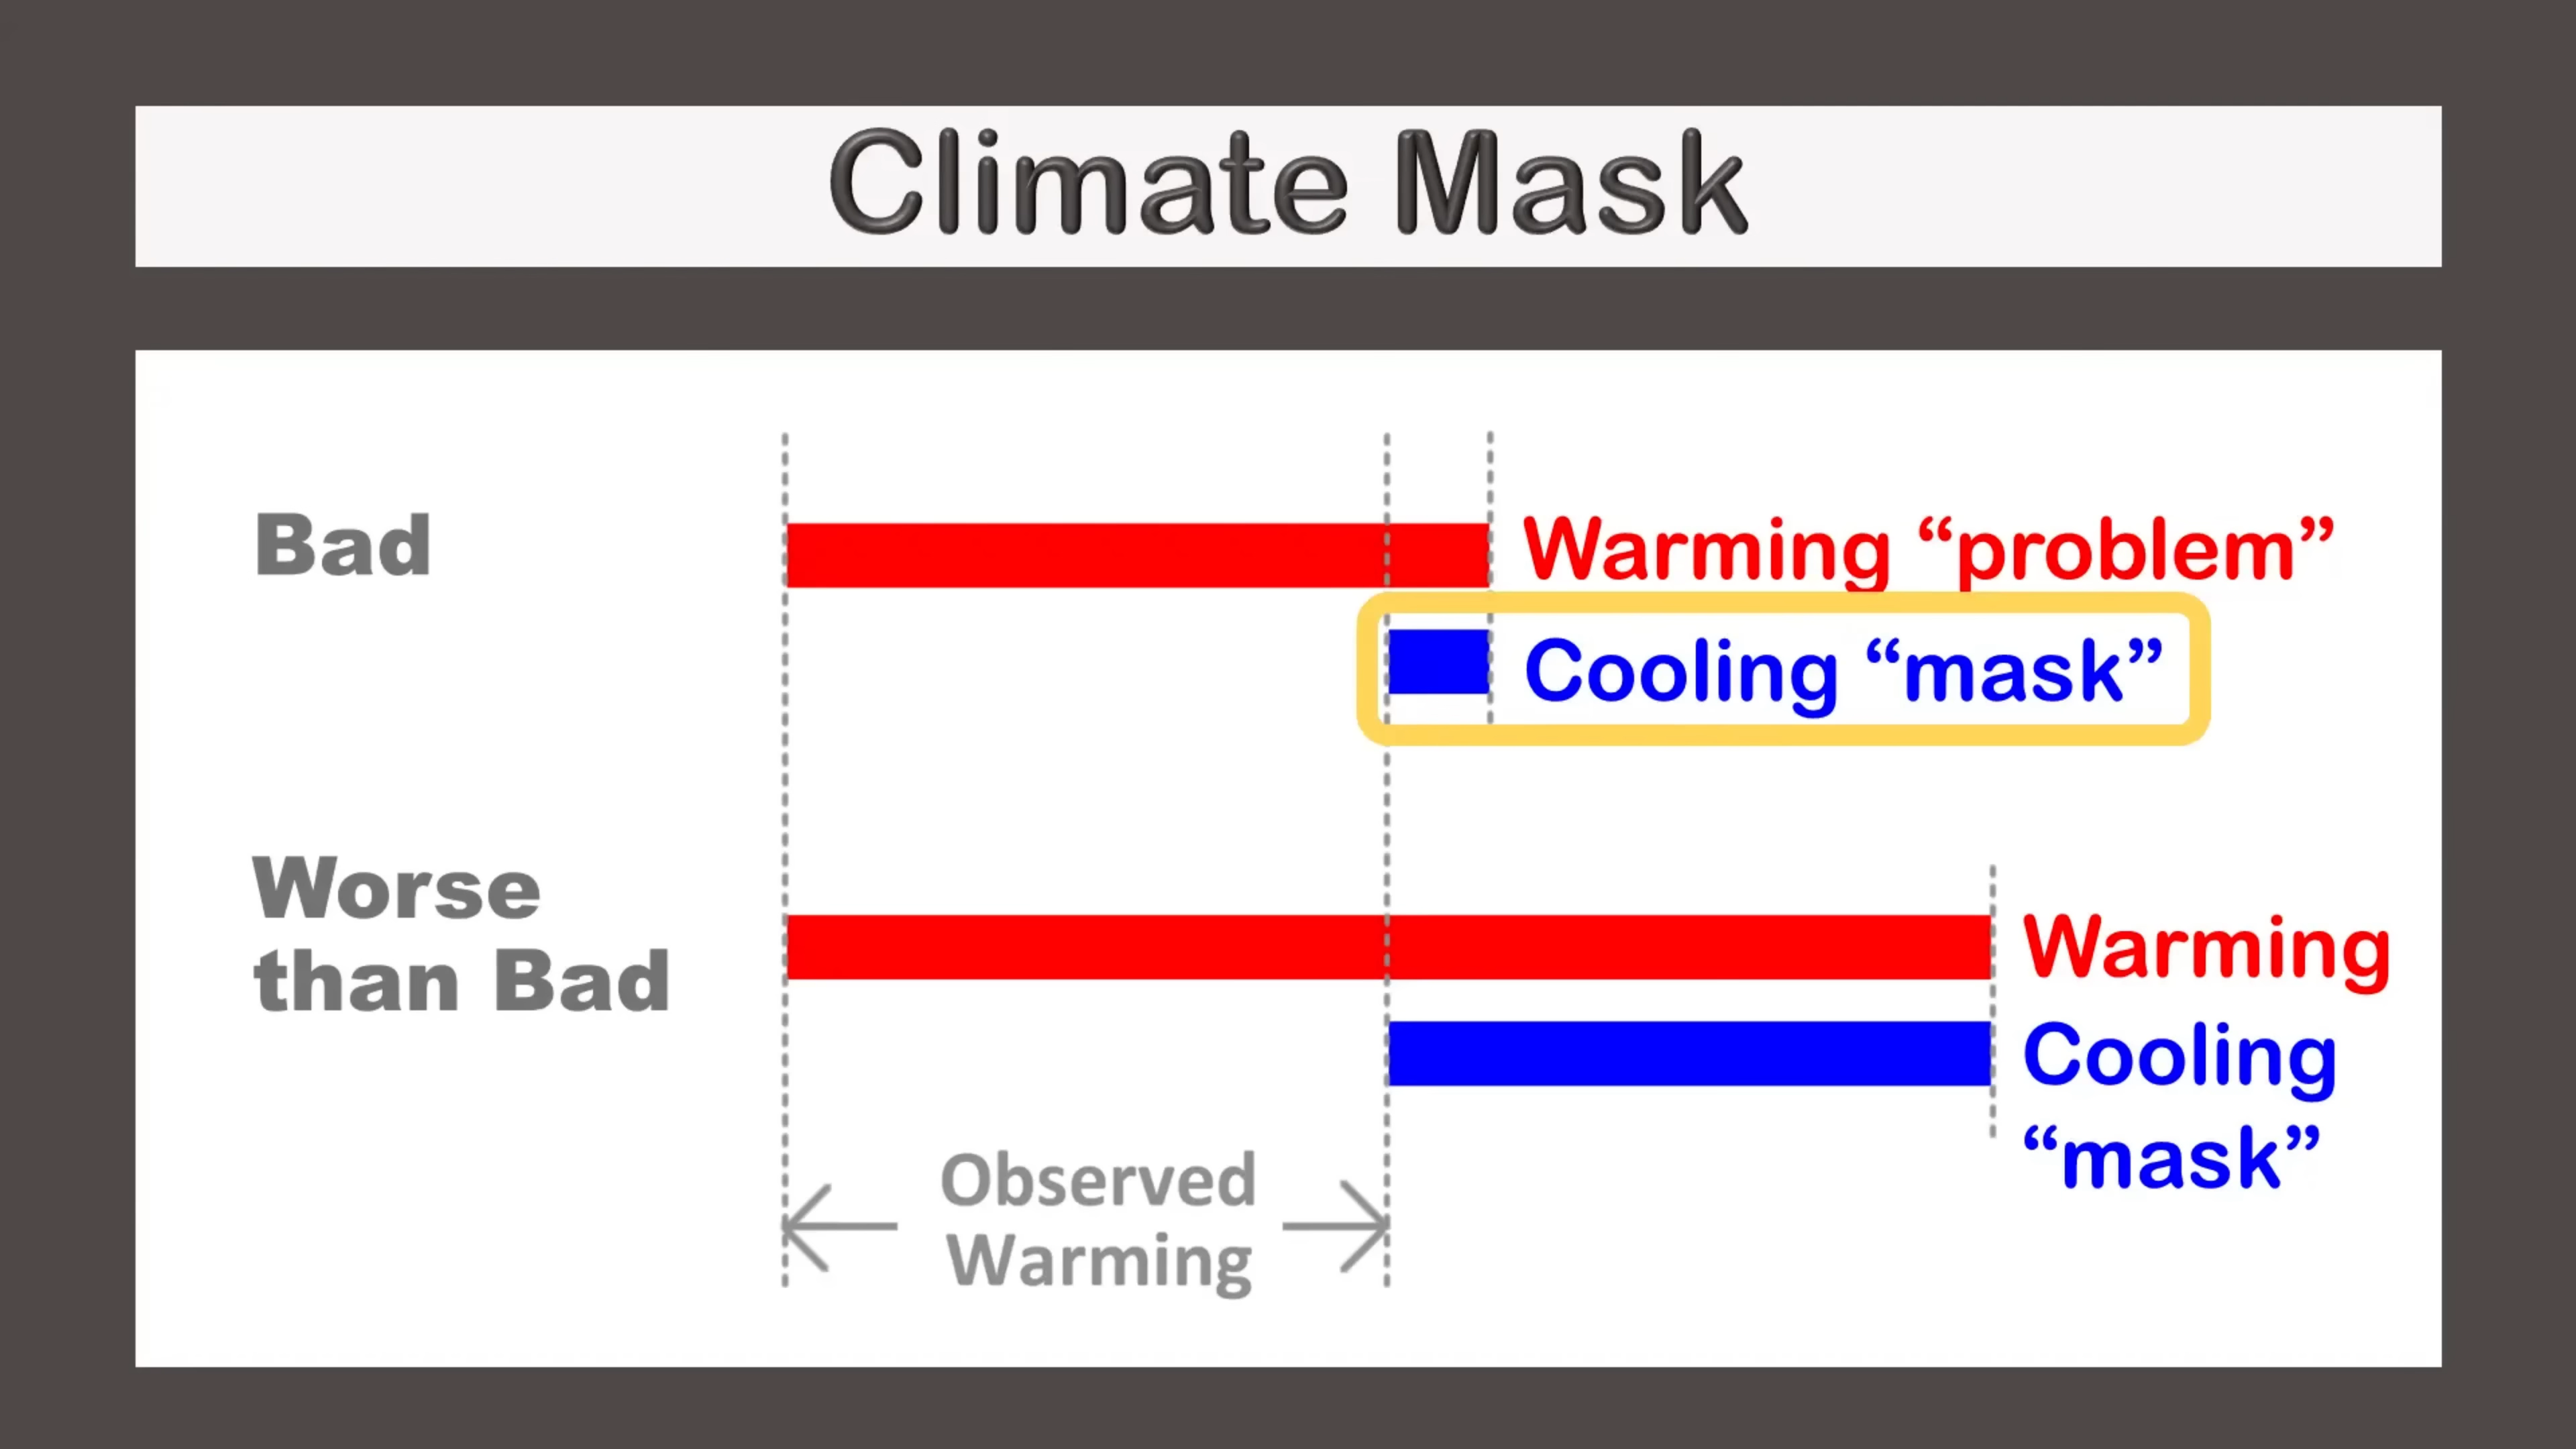 Climate Mask
Bad
Warming “problem”
Cooling “mask”
Worse
than Bad
Warming
Cooling
“mask”
Observed
Warming